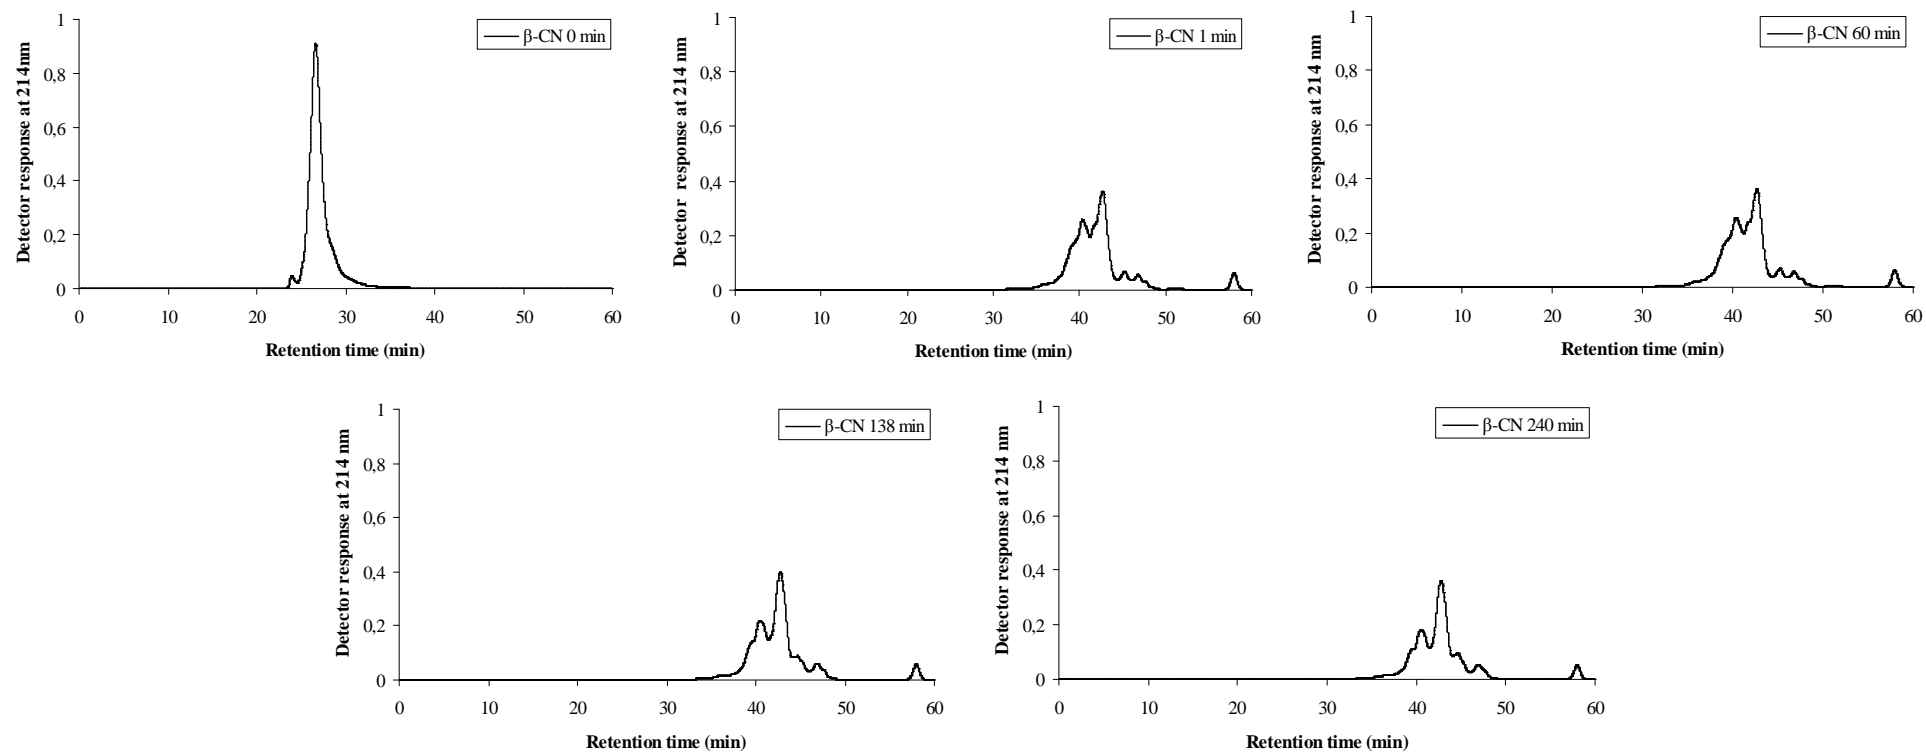 β-CN 0 min
Detector response at 214nm
1
0,8
0,6
0,4
0,2
0
0 10 20 30 40 50 60
Retention time (min)
β-CN 1 min
Detector response at 214 nm
1
0,8
0,6
0,4
0,2
0
0 10 20 30 40 50 60
Retention time (min)
β-CN 60 min
Detector response at 214 nm
1
0,8
0,6
0,4
0,2
0
0 10 20 30 40 50 60
Retention time (min)
β-CN 138 min
Detector response at 214 nm
1
0,8
0,6
0,4
0,2
0
0 10 20 30 40 50 60
Retention time (min)
β-CN 240 min
Detector response at 214 nm
1
0,8
0,6
0,4
0,2
0
0 10 20 30 40 50 60
Retention time (min)